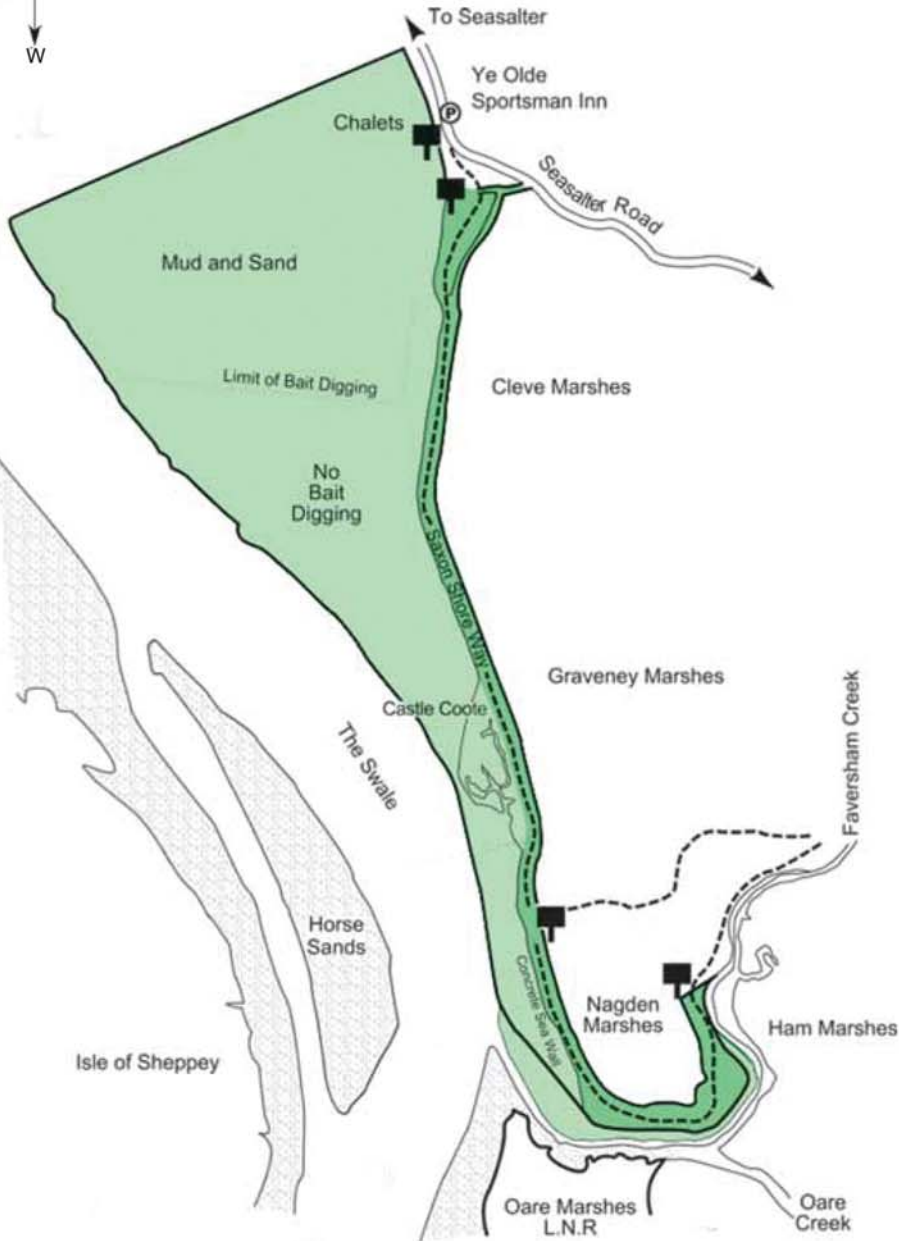 W
To Seasalter
Ye Olde
Sportsman Inn
P
Chalets
Seasalter Road
Mud and Sand
Limit of Bait Digging
Cleve Marshes
No
Bait
Digging
Saxon Shore Way
Graveney Marshes
Castle Coote
The Swale
Faversham Creek
Horse
Sands
Concrete Sea Wall
Nagden
Marshes
Ham Marshes
Isle of Sheppey
Oare Marshes
L.N.R
Oare
Creek